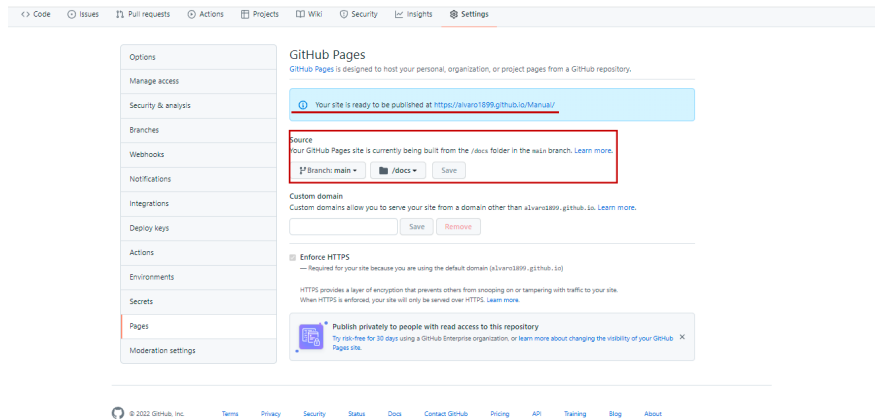 Code Issues Pull requests Actions Projects Wiki Security Insights Settings
Options
Manage access
Security & analysis
Branches
Webhooks
Notifications
Integrations
Deploy keys
Actions
Environments
Secrets
Pages
Moderation settings
GitHub Pages
GitHub Pages is designed to host your personal, organization, or project pages from a GitHub repository.
Your site is ready to be published at https://alvaro1899.github.io/Manual/
Source
Your GitHub Pages site is currently being built from the /docs folder in the main branch. Learn more.
Branch: main /docs Save
Custom domain
Custom domains allow you to serve your site from a domain other than alvaro1899.github.io. Learn more.
Save Remove
Enforce HTTPS
— Required for your site because you are using the default domain (alvaro1899.github.io)
HTTPS provides a layer of encryption that prevents others from snooping on or tampering with traffic to your site.
When HTTPS is enforced, your site will only be served over HTTPS. Learn more.
Publish privately to people with read access to this repository
Try risk-free for 30 days using a GitHub Enterprise organization, or learn more about changing the visibility of your GitHub
Pages site.
© 2022 GitHub, Inc. Terms Privacy Security Status Docs Contact GitHub Pricing API Training Blog About